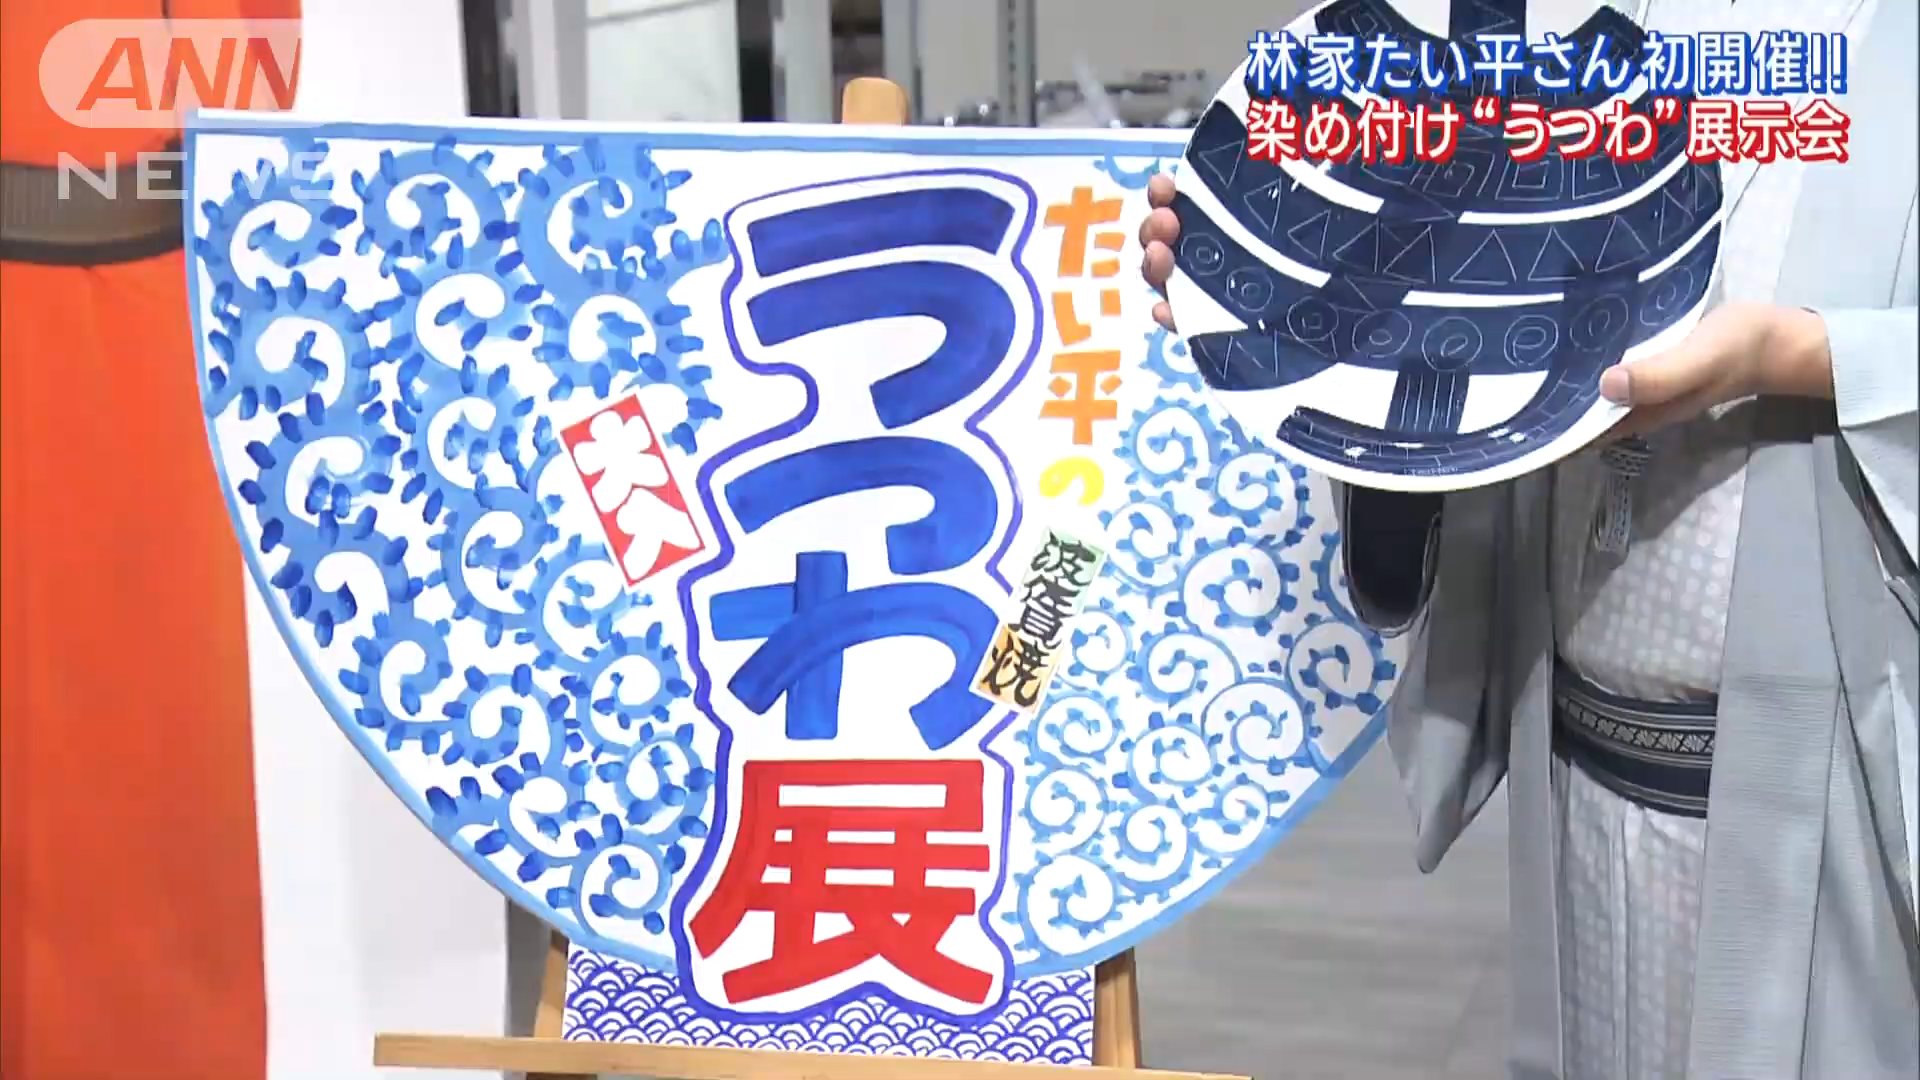 ANN
NEWS
林家たい平さん 初開催!!
染め付け“うつわ”展示会
たい平の
うつわ展
波佐見焼
大入